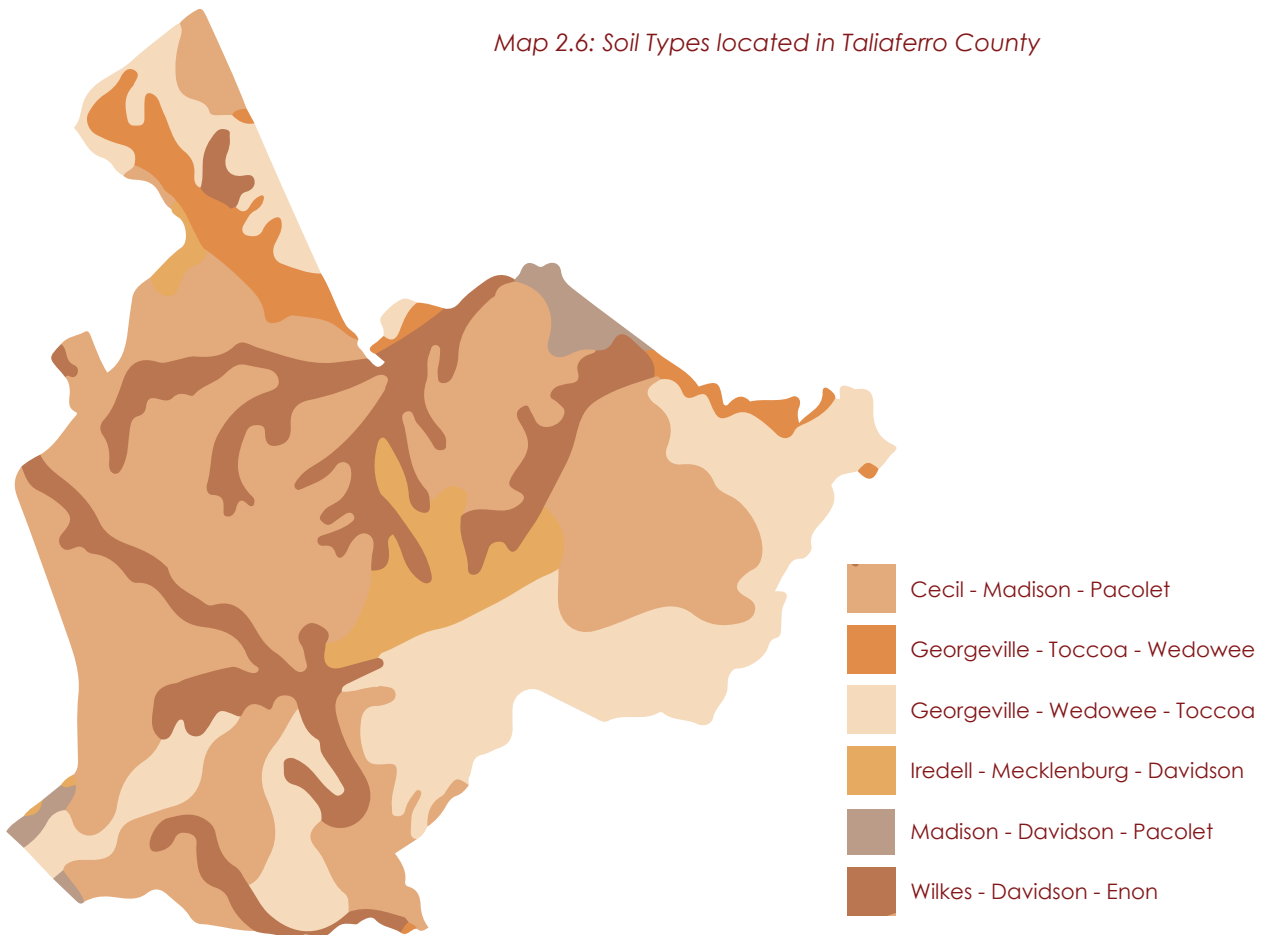 Map 2.6: Soil Types located in Taliaferro County
Cecil - Madison - Pacolet
Georgeville - Toccoa - Wedowee
Georgeville - Wedowee - Toccoa
Iredell - Mecklenburg - Davidson
Madison - Davidson - Pacolet
Wilkes - Davidson - Enon